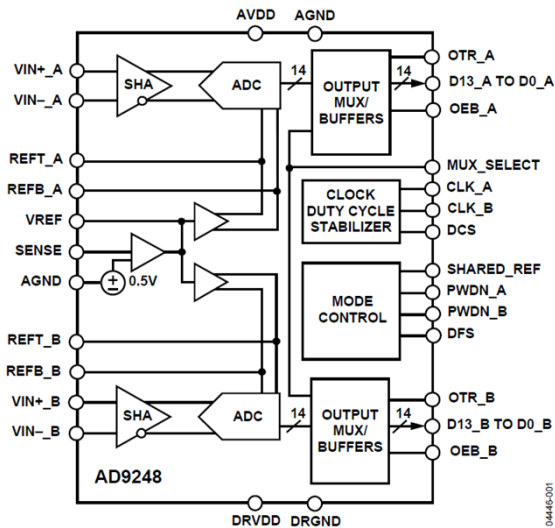 AVDD AGND
VIN+_A
VIN–_A
REFT_A
REFB_A
VREF
SENSE
AGND
REFT_B
REFB_B
VIN+_B
VIN–_B
SHA
ADC
14
OUTPUT
MUX/
BUFFERS
14
OTR_A
D13_A TO D0_A
OEB_A
MUX_SELECT
CLOCK
DUTY CYCLE
STABILIZER
CLK_A
CLK_B
DCS
0.5V
MODE
CONTROL
SHARED_REF
PWDN_A
PWDN_B
DFS
SHA
ADC
14
OUTPUT
MUX/
BUFFERS
14
OTR_B
D13_B TO D0_B
OEB_B
AD9248
DRVDD DRGND
04446-001